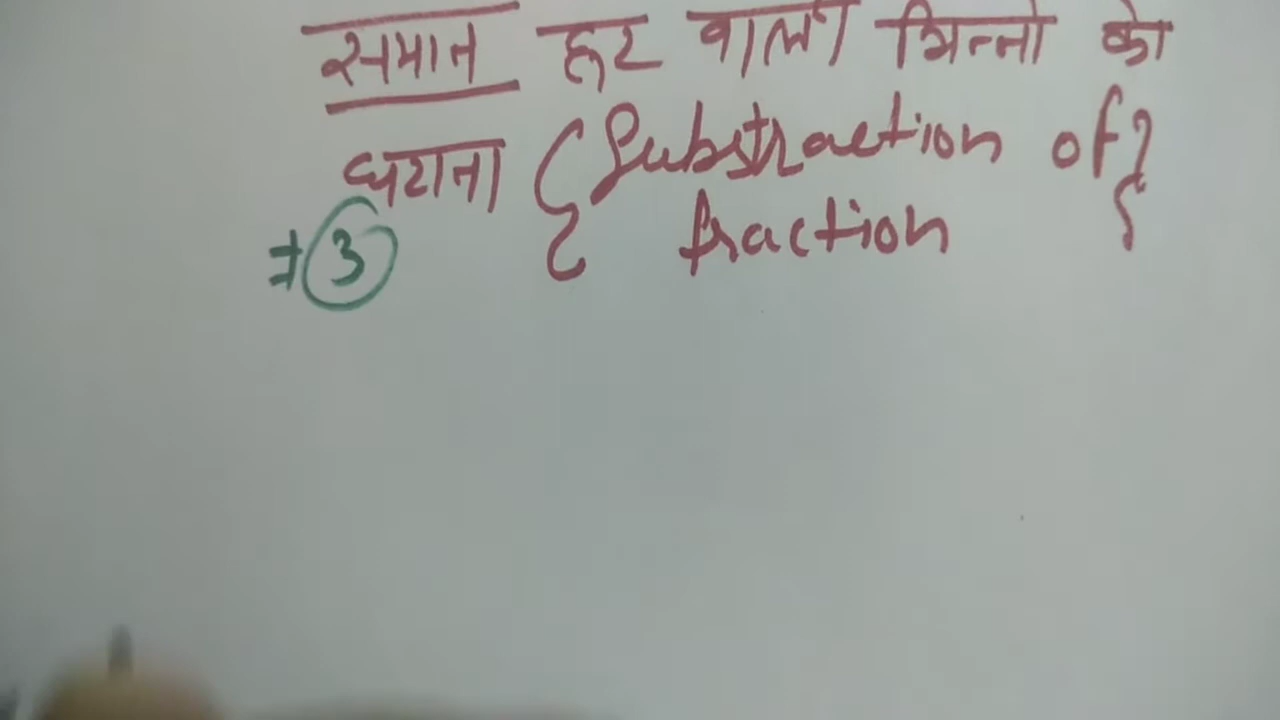 समान हर वाली भिन्नो को
घटाना { Substraction of }
fraction
⇒ 3